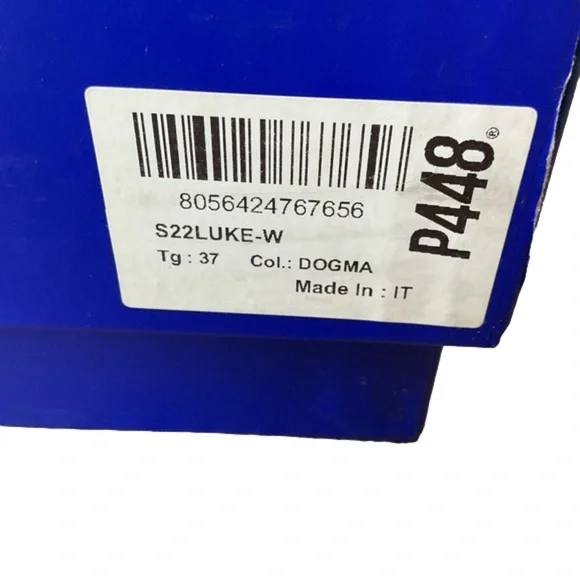 8056424767656
S22LUKE-W
Tg : 37 Col.: DOGMA
Made In : IT
P448®